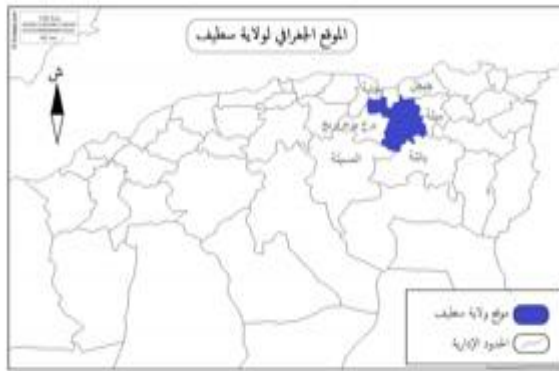 الموقع الجغرافي لولاية سطيف
ش
بجاية
جيجل
ميلة
برج بوعريريج
المسيلة
باتنة
موقع ولاية سطيف
الحدود الإدارية